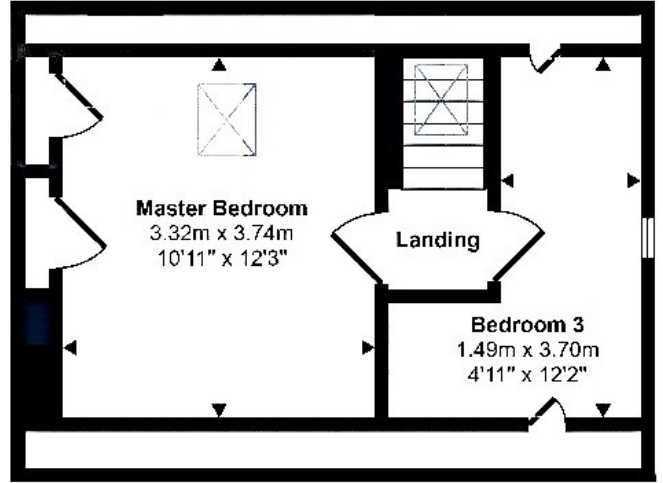 Master Bedroom
3.32m x 3.74m
10'11" x 12'3"
Landing
Bedroom 3
1.49m x 3.70m
4'11" x 12'2"